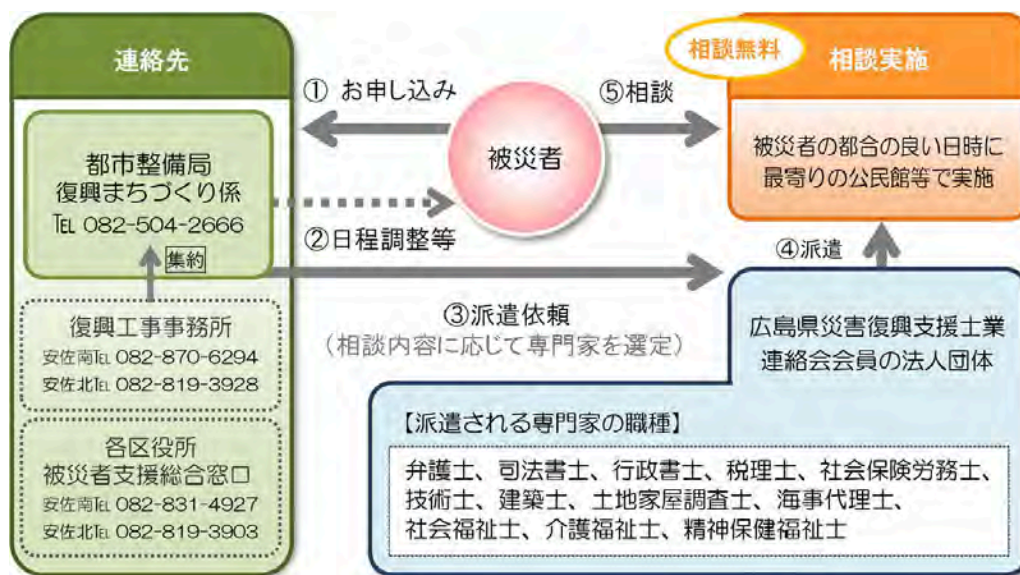 連絡先
都市整備局
復興まちづくり係
℡ 082-504-2666
集約
復興工事事務所
安佐南℡ 082-870-6294
安佐北℡ 082-819-3928
各区役所
被災者支援総合窓口
安佐南℡ 082-831-4927
安佐北℡ 082-819-3903
① お申し込み
被災者
⑤相談
②日程調整等
③派遣依頼
（相談内容に応じて専門家を選定）
相談無料
相談実施
被災者の都合の良い日時に
最寄りの公民館等で実施
④派遣
広島県災害復興支援士業
連絡会会員の法人団体
【派遣される専門家の職種】
弁護士、司法書士、行政書士、税理士、社会保険労務士、
技術士、建築士、土地家屋調査士、海事代理士、
社会福祉士、介護福祉士、精神保健福祉士